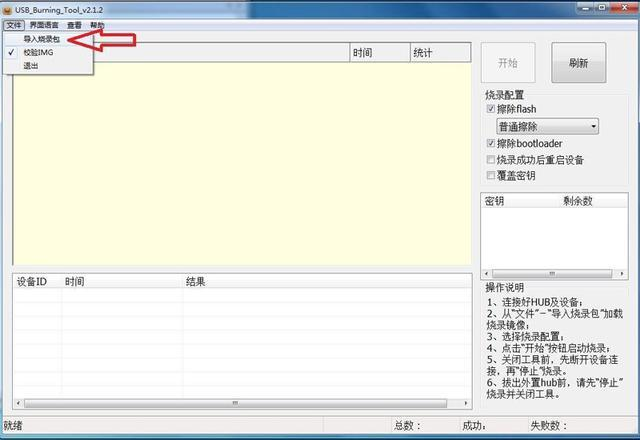 USB_Burning_Tool_v2.1.2
文件 界面语言 查看 帮助
导入烧录包
校验IMG
退出
时间 统计
开始 刷新
烧录配置
擦除flash
普通擦除
擦除bootloader
烧录成功后重启设备
覆盖密钥
密钥 剩余数
设备ID 时间 结果
操作说明
1、连接好HUB及设备;
2、从“文件”-“导入烧录包”加载
烧录镜像;
3、选择烧录配置;
4、点击“开始”按钮启动烧录;
5、关闭工具前，先断开设备连
接，再“停止”烧录。
6、拔出外置hub前，请先“停止”
烧录并关闭工具。
就绪 总数: 成功: 失败数: